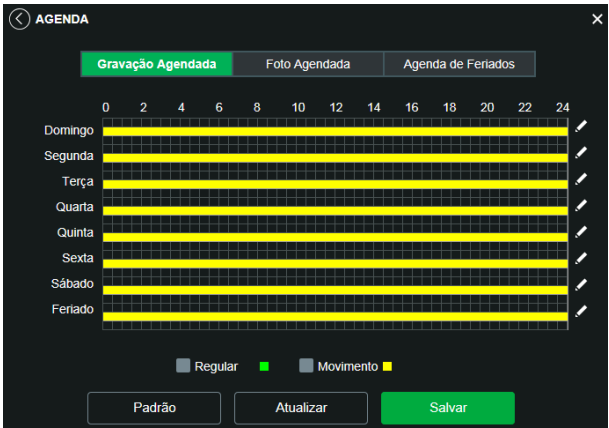 AGENDA
Gravação Agendada Foto Agendada Agenda de Feriados
0 2 4 6 8 10 12 14 16 18 20 22 24
Domingo
Segunda
Terça
Quarta
Quinta
Sexta
Sábado
Feriado
Regular Movimento
Padrão Atualizar Salvar